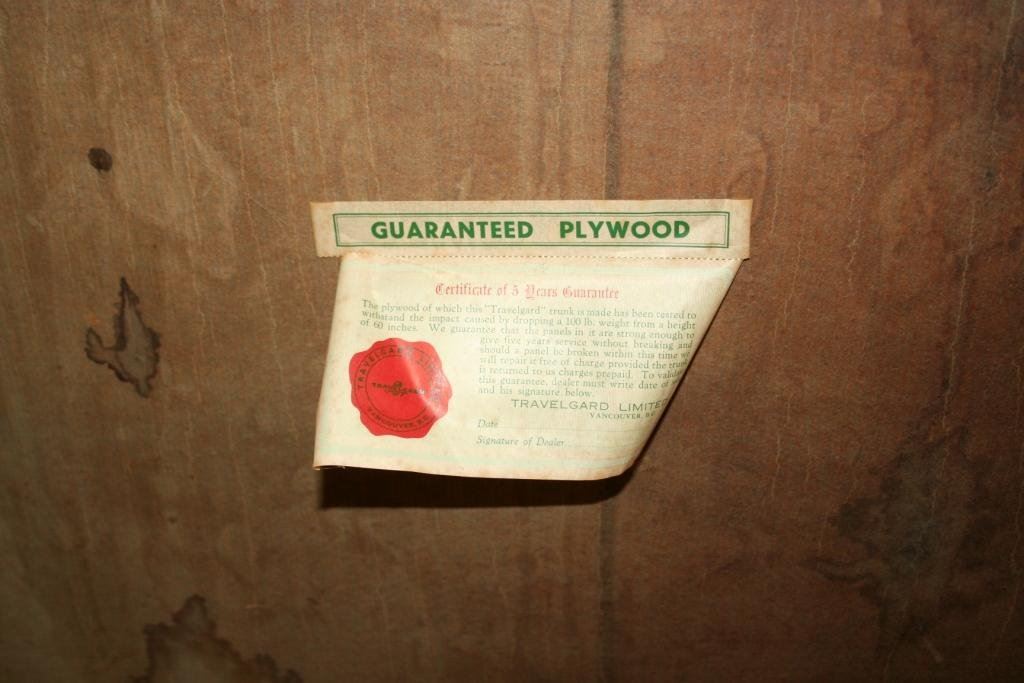 GUARANTEED PLYWOOD
Certificate of 5 Years Guarantee
The plywood of which this "Travelgard" trunk is made has been tested to
withstand the impact caused by dropping a 100 lb. weight from a height
of 60 inches. We guarantee that the panels in it are strong enough to
give five years service without breaking and
should a panel be broken within this time we
will repair it free of charge provided the trunk
is returned to us charges prepaid. To valida
this guarantee, dealer must write date of
and his signature below.
TRAVELGARD LIMITED
VANCOUVER, B.C.
Date
Signature of Dealer
TRAVELGARD LIMITED
VANCOUVER, B.C.